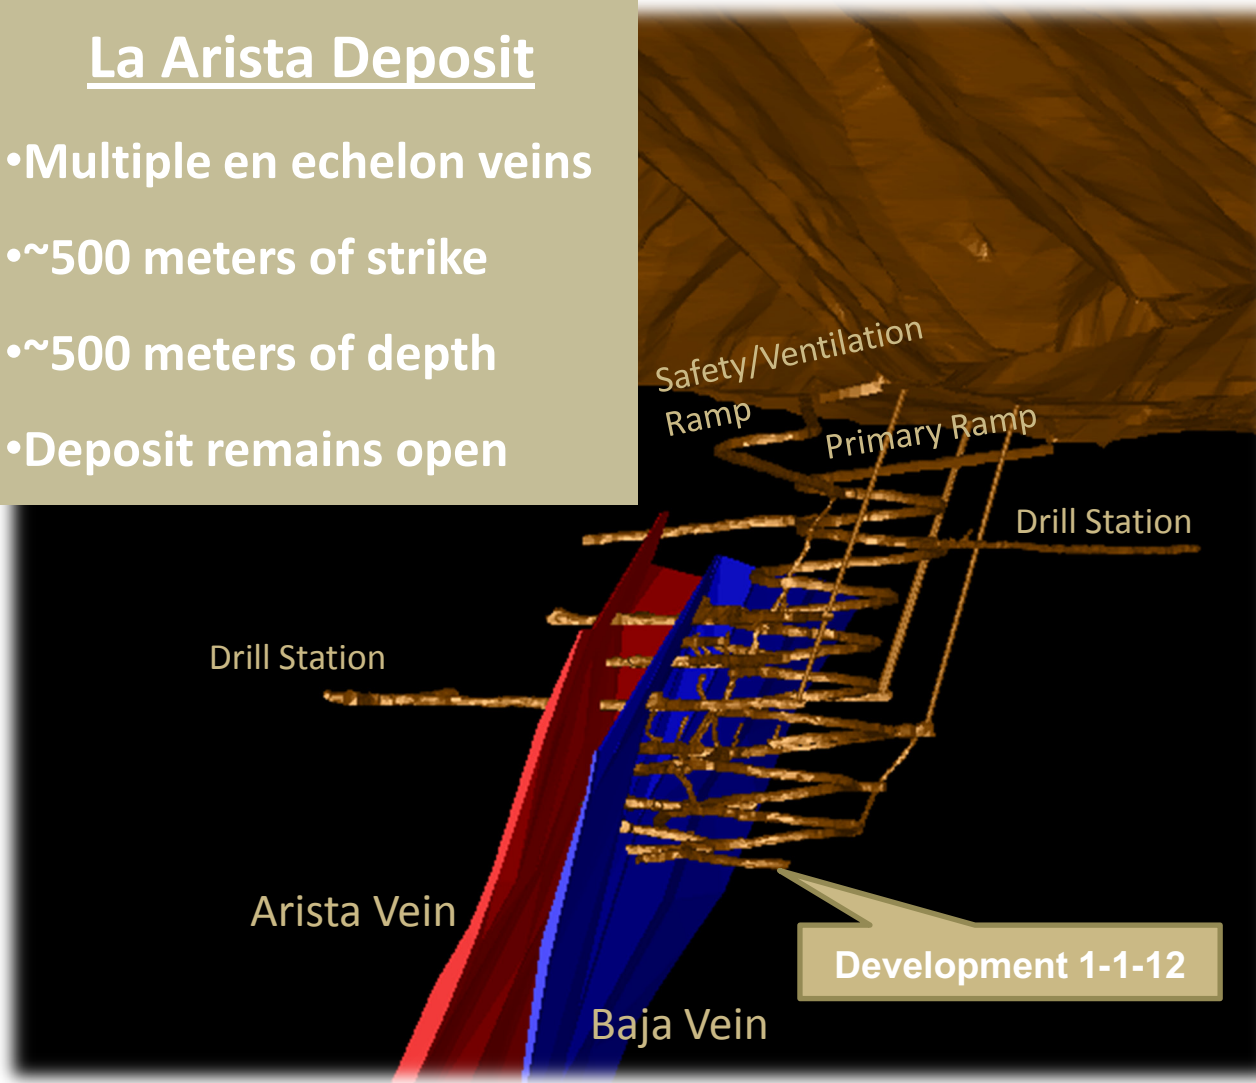 La Arista Deposit
•Multiple en echelon veins
•~500 meters of strike
•~500 meters of depth
•Deposit remains open
Safety/Ventilation
Ramp
Primary Ramp
Drill Station
Drill Station
Arista Vein
Development 1-1-12
Baja Vein